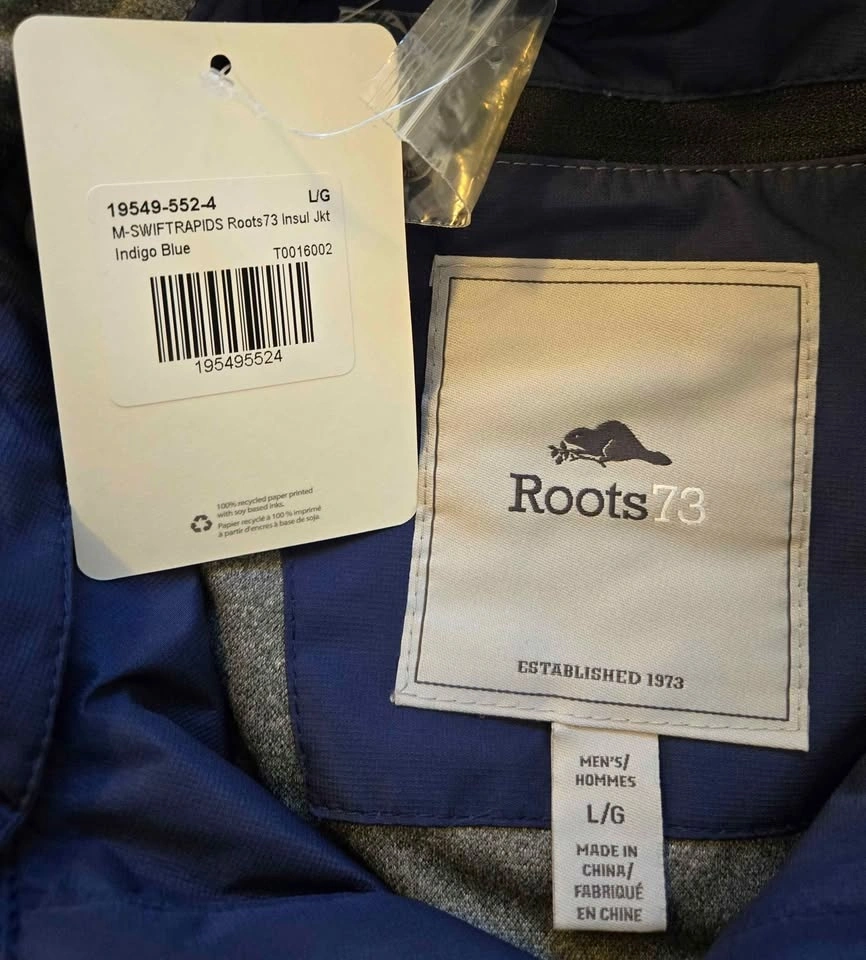 19549-552-4 L/G
M-SWIFTRAPIDS Roots73 Insul Jkt
Indigo Blue T0016002
195495524
100% recycled paper printed
with soy based inks.
Papier recyclé à 100 % imprimé
à partir d'encres à base de soja.
Roots73
ESTABLISHED 1973
MEN'S/
HOMMES
L/G
MADE IN
CHINA/
FABRIQUÉ
EN CHINE